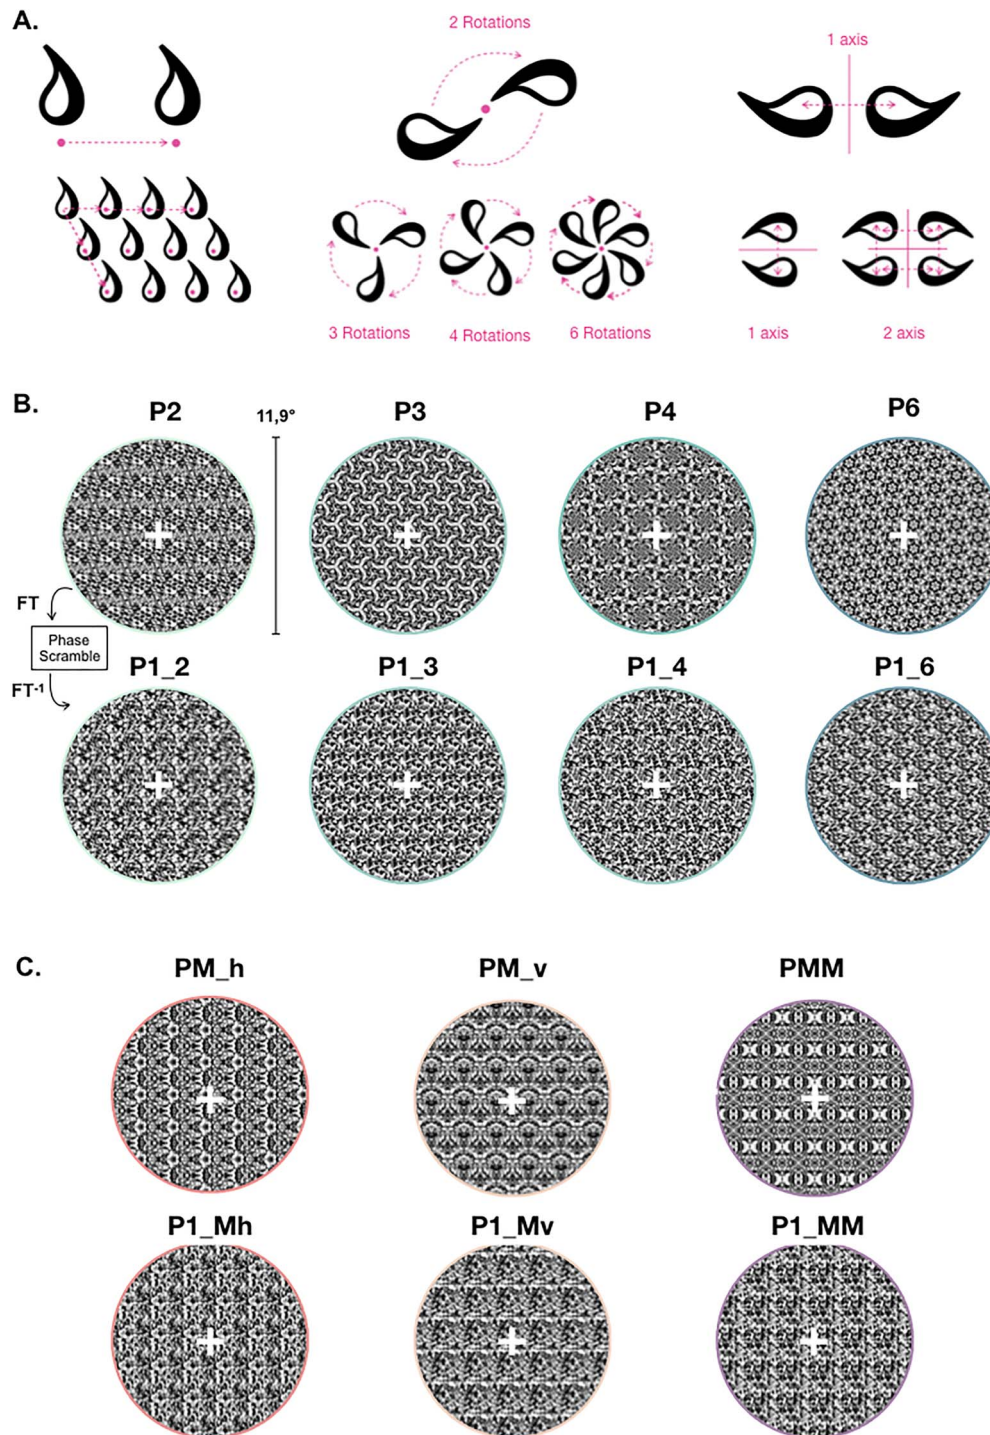 A.
2 Rotations
1 axis
3 Rotations
4 Rotations
6 Rotations
1 axis
2 axis
B.
P2
11,9°
P3
P4
P6
FT
Phase
Scramble
FT-1
P1_2
P1_3
P1_4
P1_6
C.
PM_h
PM_v
PMM
P1_Mh
P1_Mv
P1_MM